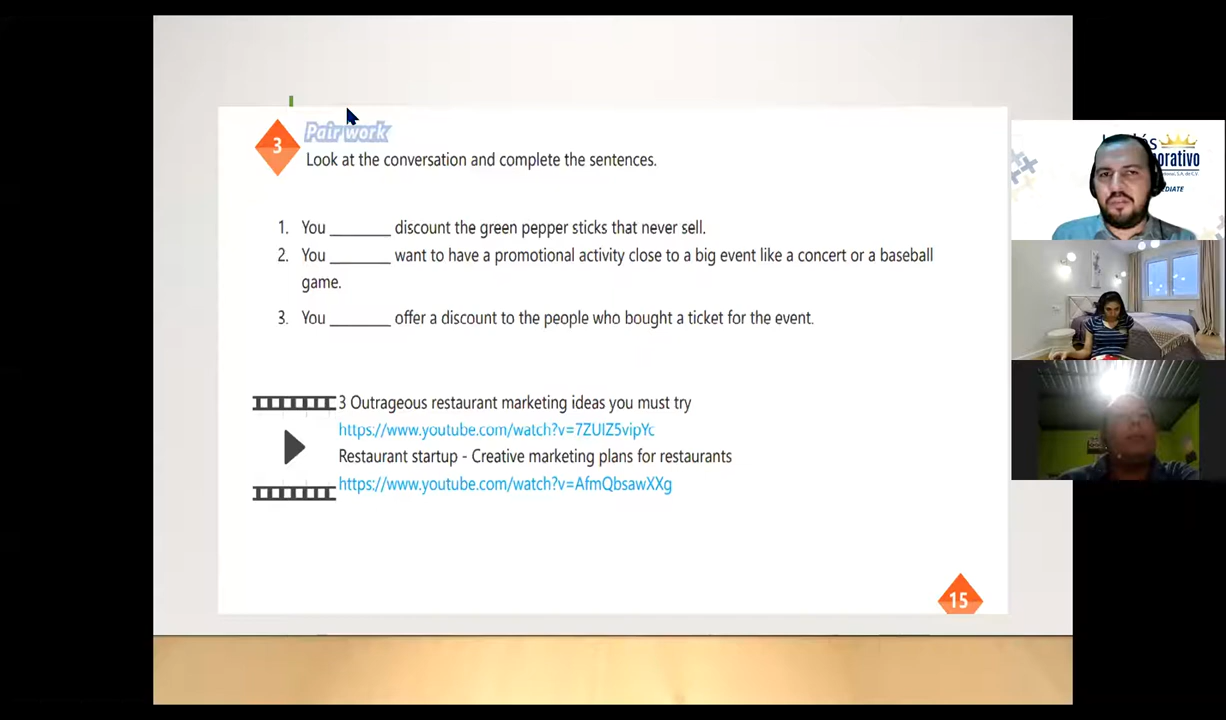 3
Pair work
Look at the conversation and complete the sentences.
1. You ________ discount the green pepper sticks that never sell.
2. You ________ want to have a promotional activity close to a big event like a concert or a baseball
game.
3. You ________ offer a discount to the people who bought a ticket for the event.
3 Outrageous restaurant marketing ideas you must try
https://www.youtube.com/watch?v=7ZUIZ5vipYc
Restaurant startup - Creative marketing plans for restaurants
https://www.youtube.com/watch?v=AfmQbsawXXg
15